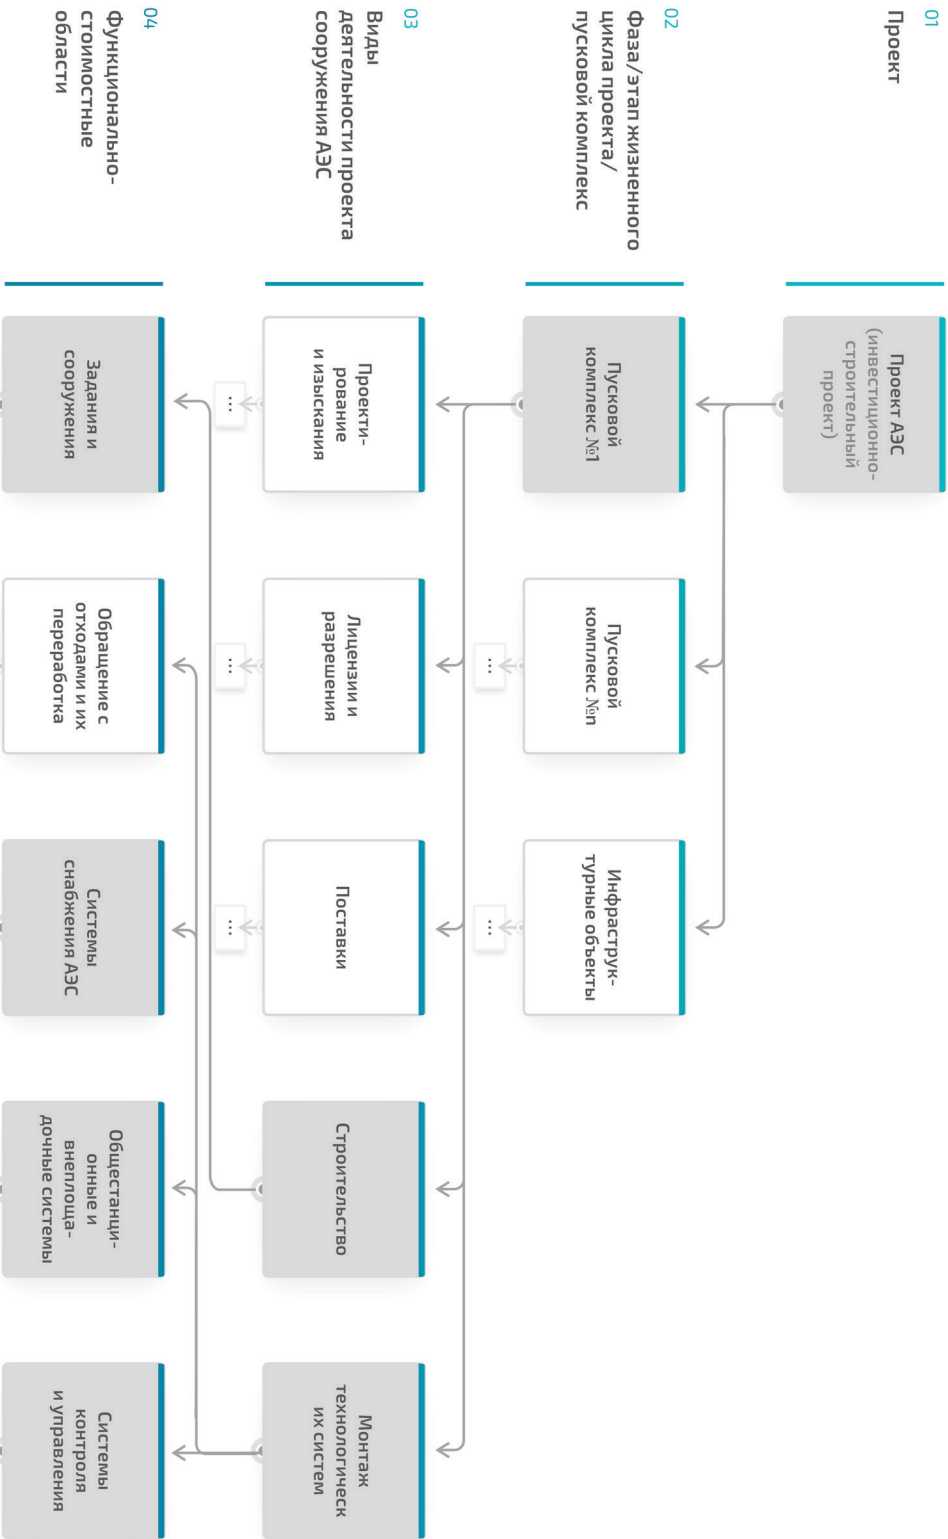 01
Проект
Проект АЭС
(инвестиционно-
строительный
проект)
02
Фаза/этап жизненного
цикла проекта/
пусковой комплекс
Пусковой
комплекс №1
Пусковой
комплекс №n
...
Инфраструк-
турные объекты
...
03
Виды
деятельности проекта
сооружения АЭС
Проекти-
рование
и изыскания
...
Лицензии и
разрешения
...
Поставки
...
Строительство
Монтаж
технологическ
их систем
04
Функционально-
стоимостные
области
Задания и
сооружения
Обращение с
отходами и их
переработка
Системы
снабжения АЭС
Общестанци-
онные и
внеплоща-
дочные системы
Системы
контроля
и управления